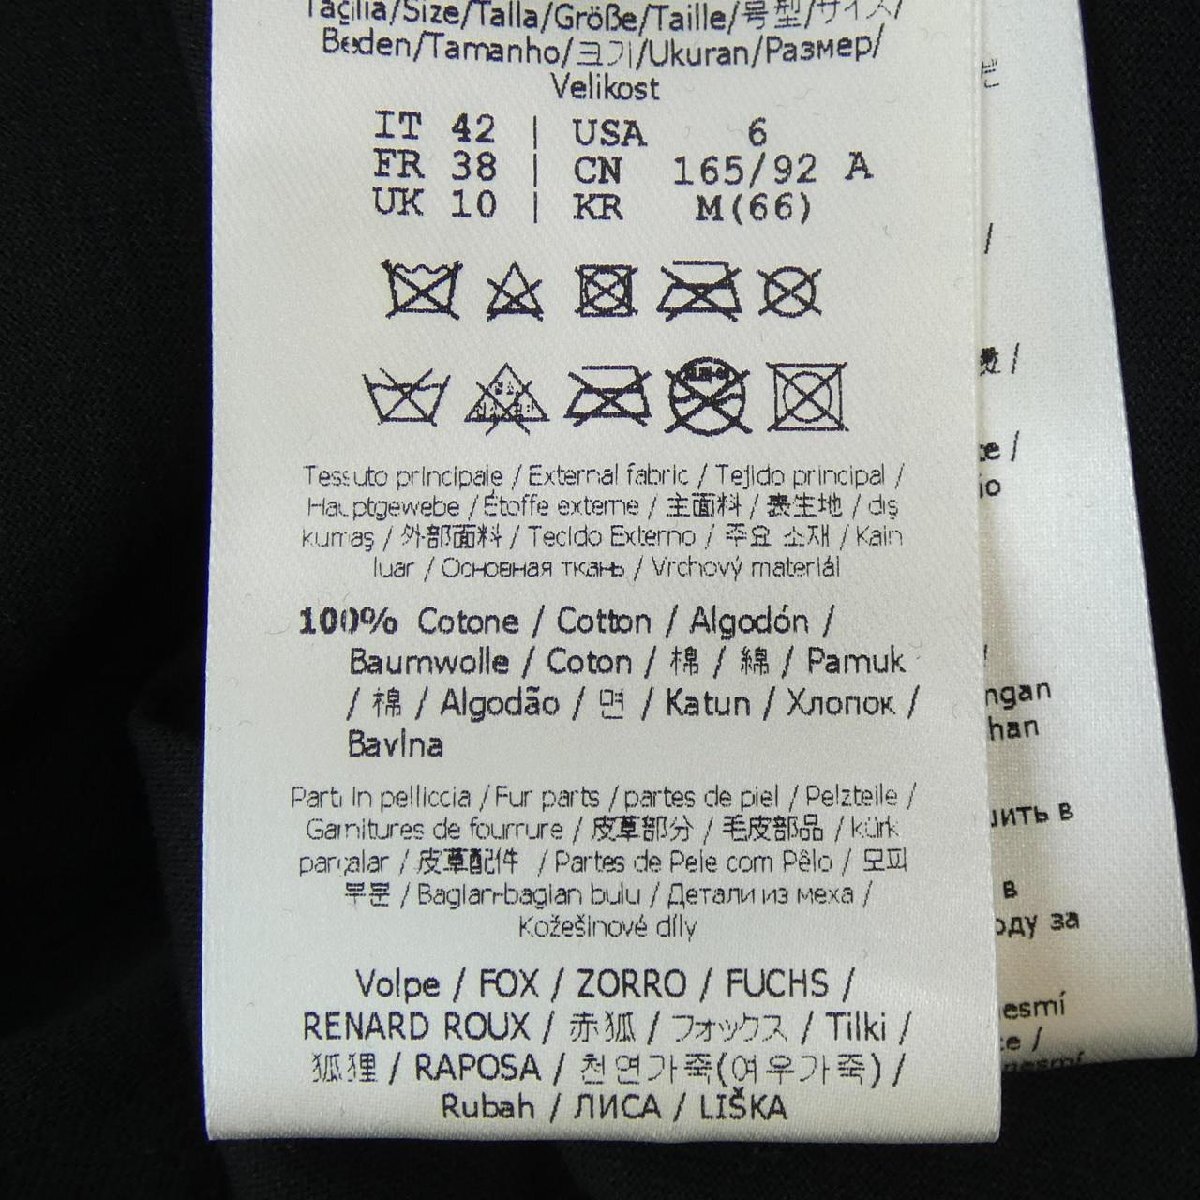 Taglia/Size/Talla/Größe/Taille/号型/サイズ/
Beden/Tamanho/크기/Ukuran/Размер/
Velikost
IT 42 | USA 6
FR 38 | CN 165/92 A
UK 10 | KR M(66)
Tessuto principale / External fabric / Tejido principal /
Hauptgewebe / Étoffe externe / 主面料 / 表生地 / dış
kumaş / 外部面料 / Tecido Externo / 주요 소재 / Kain
luar / Основная ткань / Vrchový materiál
100% Cotone / Cotton / Algodón /
Baumwolle / Coton / 棉 / 綿 / Pamuk
/ 棉 / Algodão / 면 / Katun / Хлопок /
Bavlna
Parti in pelliccia / Fur parts / partes de piel / Pelzteile /
Garnitures de fourrure / 皮草部分 / 毛皮部品 / kürk
parçalar / 皮草配件 / Partes de Pele com Pêlo / 모피
부분 / Bagian-bagian bulu / Детали из меха /
Kožešinové díly
Volpe / FOX / ZORRO / FUCHS /
RENARD ROUX / 赤狐 / フォックス / Tilki /
狐狸 / RAPOSA / 천연가죽(여우가죽) /
Rubah / ЛИСА / LIŠKA